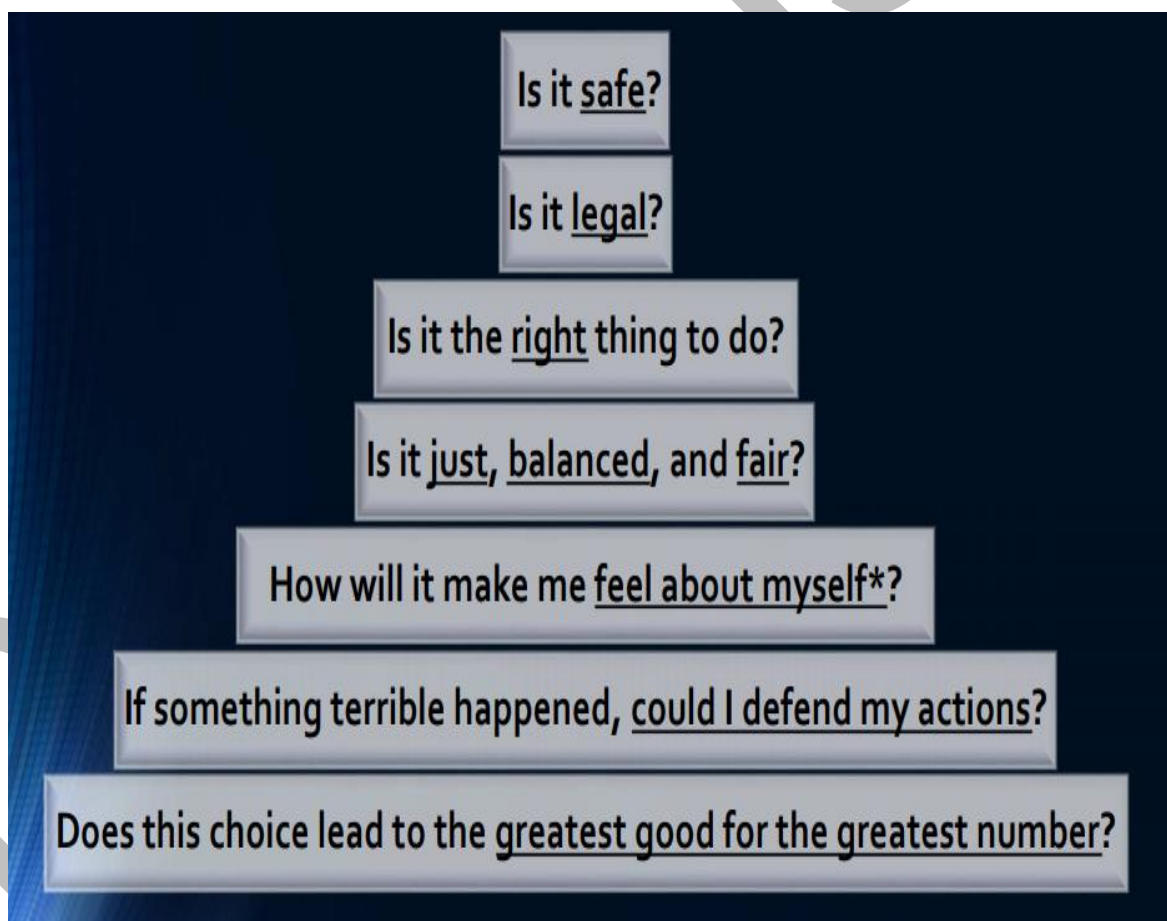 Is it safe?
Is it legal?
Is it the right thing to do?
Is it just, balanced, and fair?
How will it make me feel about myself*?
If something terrible happened, could I defend my actions?
Does this choice lead to the greatest good for the greatest number?